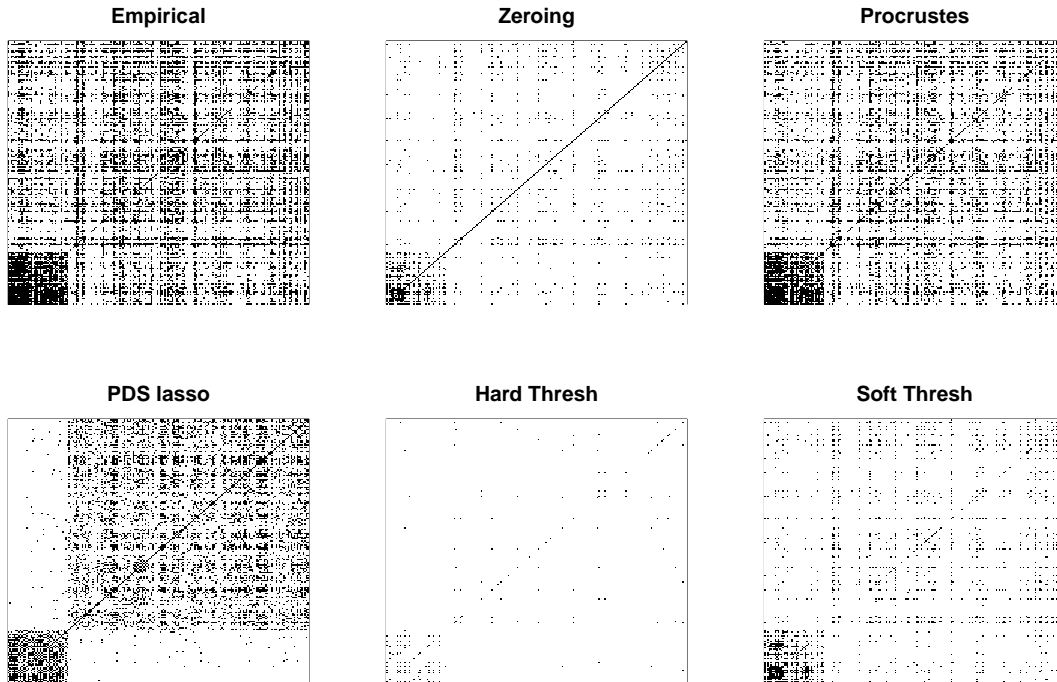 Empirical
Zeroing
Procrustes
PDS lasso
Hard Thresh
Soft Thresh